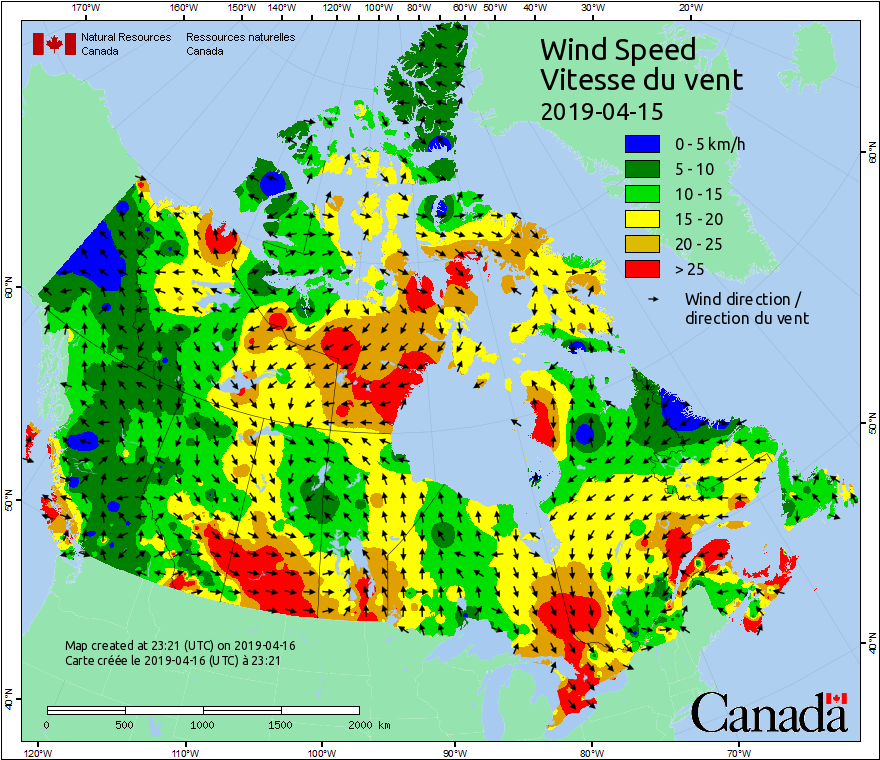 170°W 160°W 150°W 140°W 130°W 120°W 110°W 100°W 90°W 80°W 70°W 60°W 50°W 40°W 30°W 20°W
Natural Resources Ressources naturelles
Canada Canada
Wind Speed
Vitesse du vent
2019-04-15
0 - 5 km/h
5 - 10
10 - 15
15 - 20
20 - 25
> 25
Wind direction /
direction du vent
60°N
60°N
50°N
50°N
40°N
40°N
Map created at 23:21 (UTC) on 2019-04-16
Carte créée le 2019-04-16 (UTC) à 23:21
0 500 1000 1500 2000 km
Canada
120°W 110°W 100°W 90°W 80°W 70°W